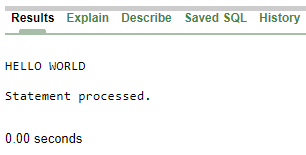 Results Explain Describe Saved SQL History
HELLO WORLD
Statement processed.
0.00 seconds